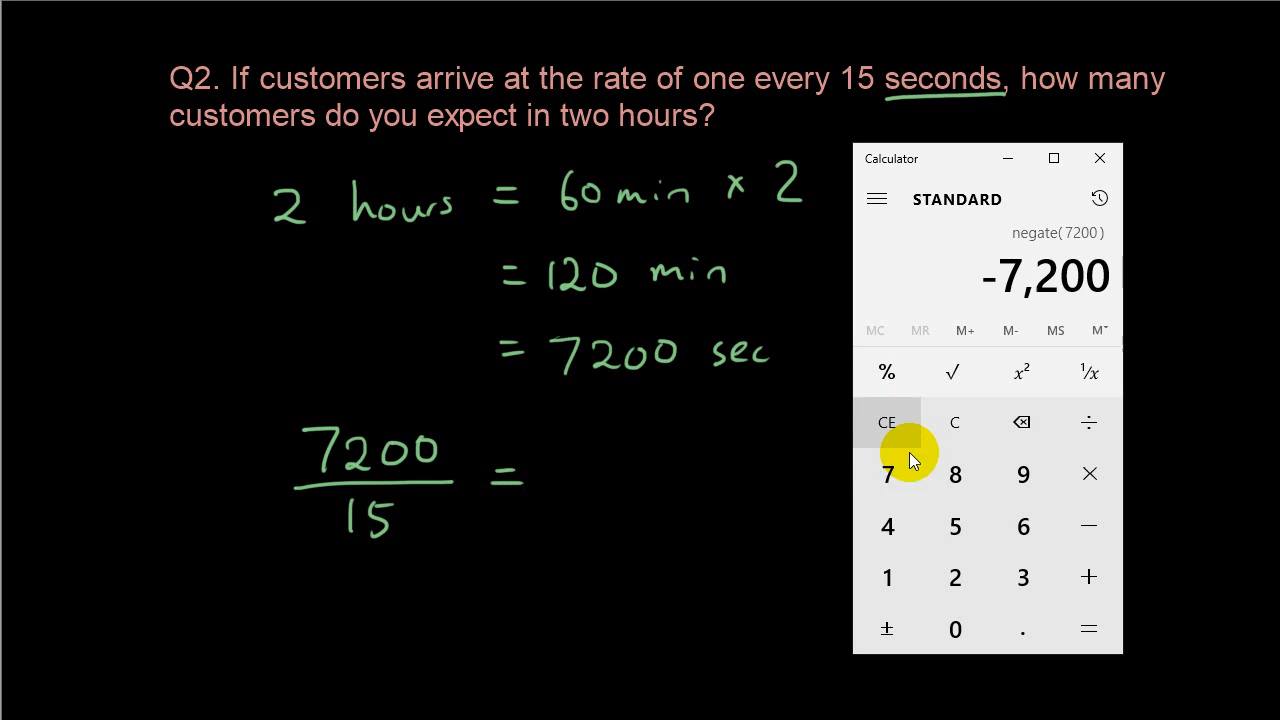 Q2. If customers arrive at the rate of one every 15 seconds, how many
customers do you expect in two hours?
2 hours = 60 min × 2
= 120 min
= 7200 sec
7200
15
=
Calculator
STANDARD
negate(7200)
-7,200
MC MR M+ M- MS M˅
% √ x² ¹/x
CE C ⌫ ÷
7 8 9 ×
4 5 6 −
1 2 3 +
± 0 . =